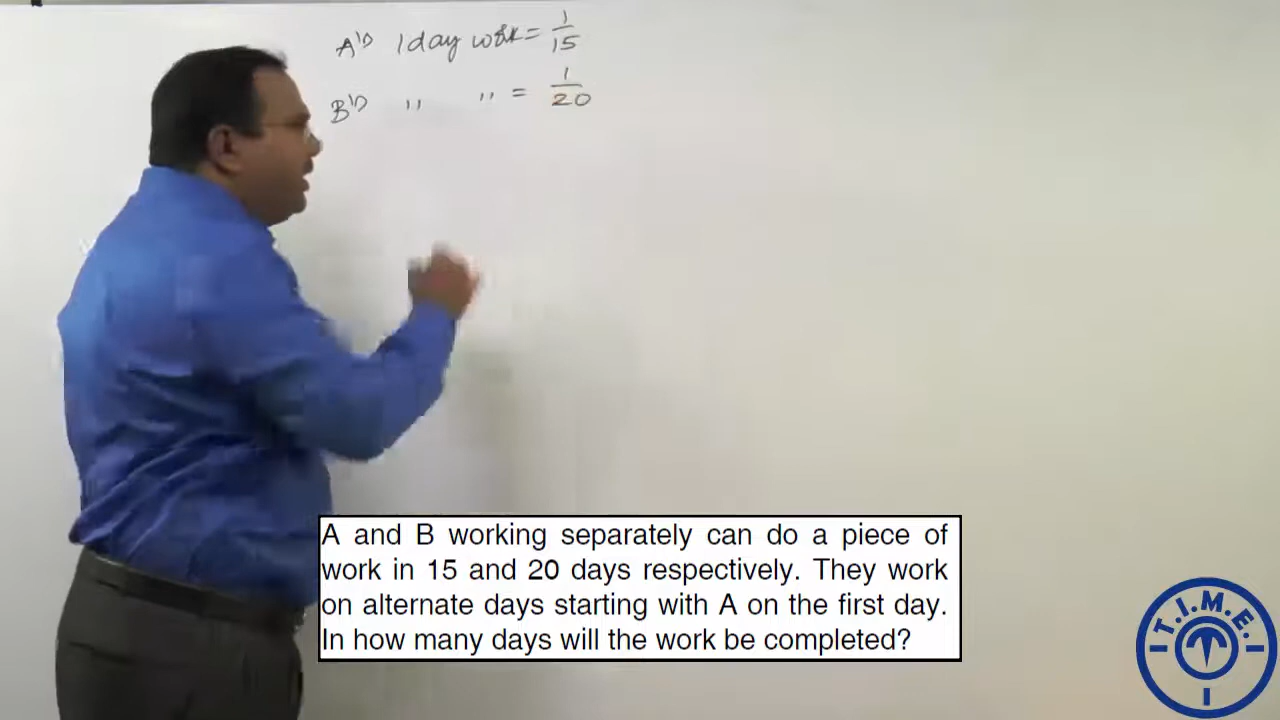 A's 1 day work = 1/15
B's " " = 1/20
A and B working separately can do a piece of
work in 15 and 20 days respectively. They work
on alternate days starting with A on the first day.
In how many days will the work be completed?
T.I.M.E.